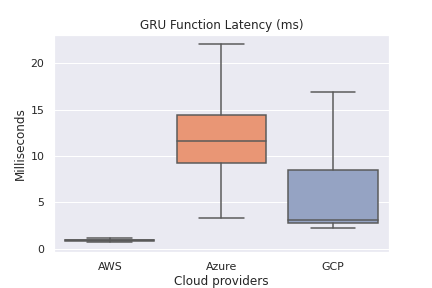 GRU Function Latency (ms)
20
15
10
5
0
Milliseconds
AWS Azure GCP
Cloud providers